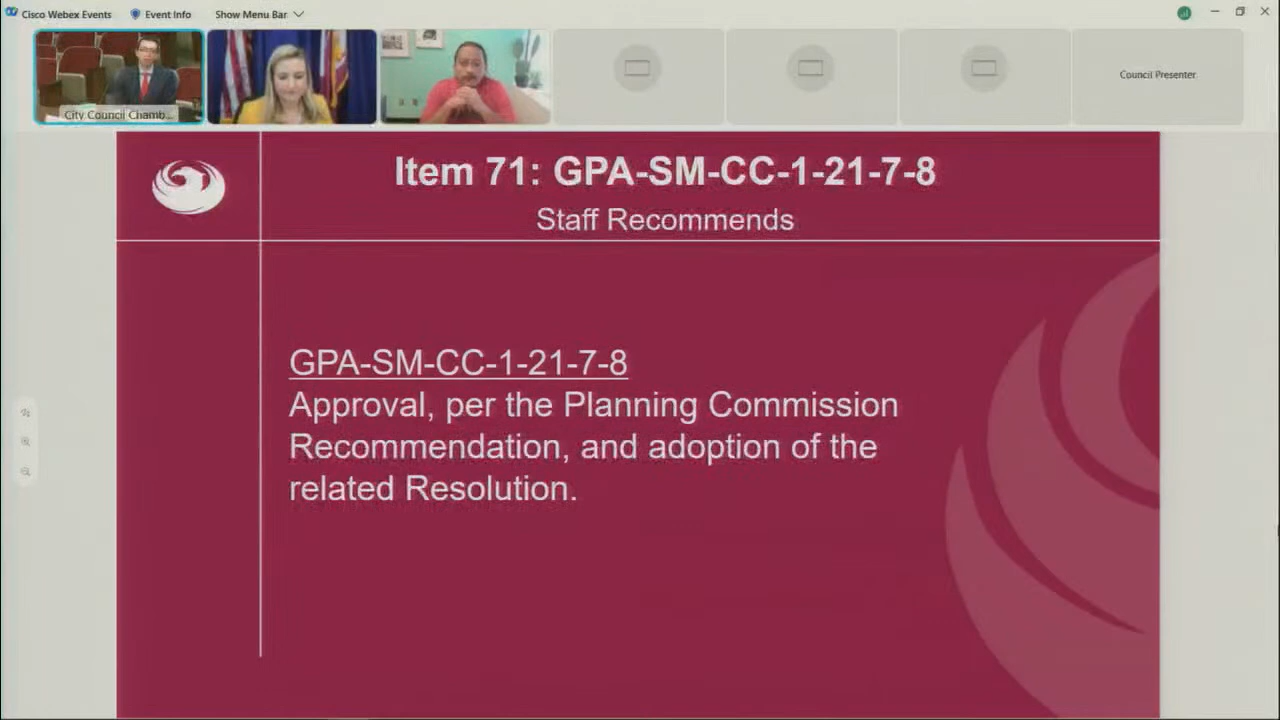 Cisco Webex Events
Event Info
Show Menu Bar
City Council Chamb...
Council Presenter
Item 71: GPA-SM-CC-1-21-7-8
Staff Recommends
GPA-SM-CC-1-21-7-8
Approval, per the Planning Commission
Recommendation, and adoption of the
related Resolution.